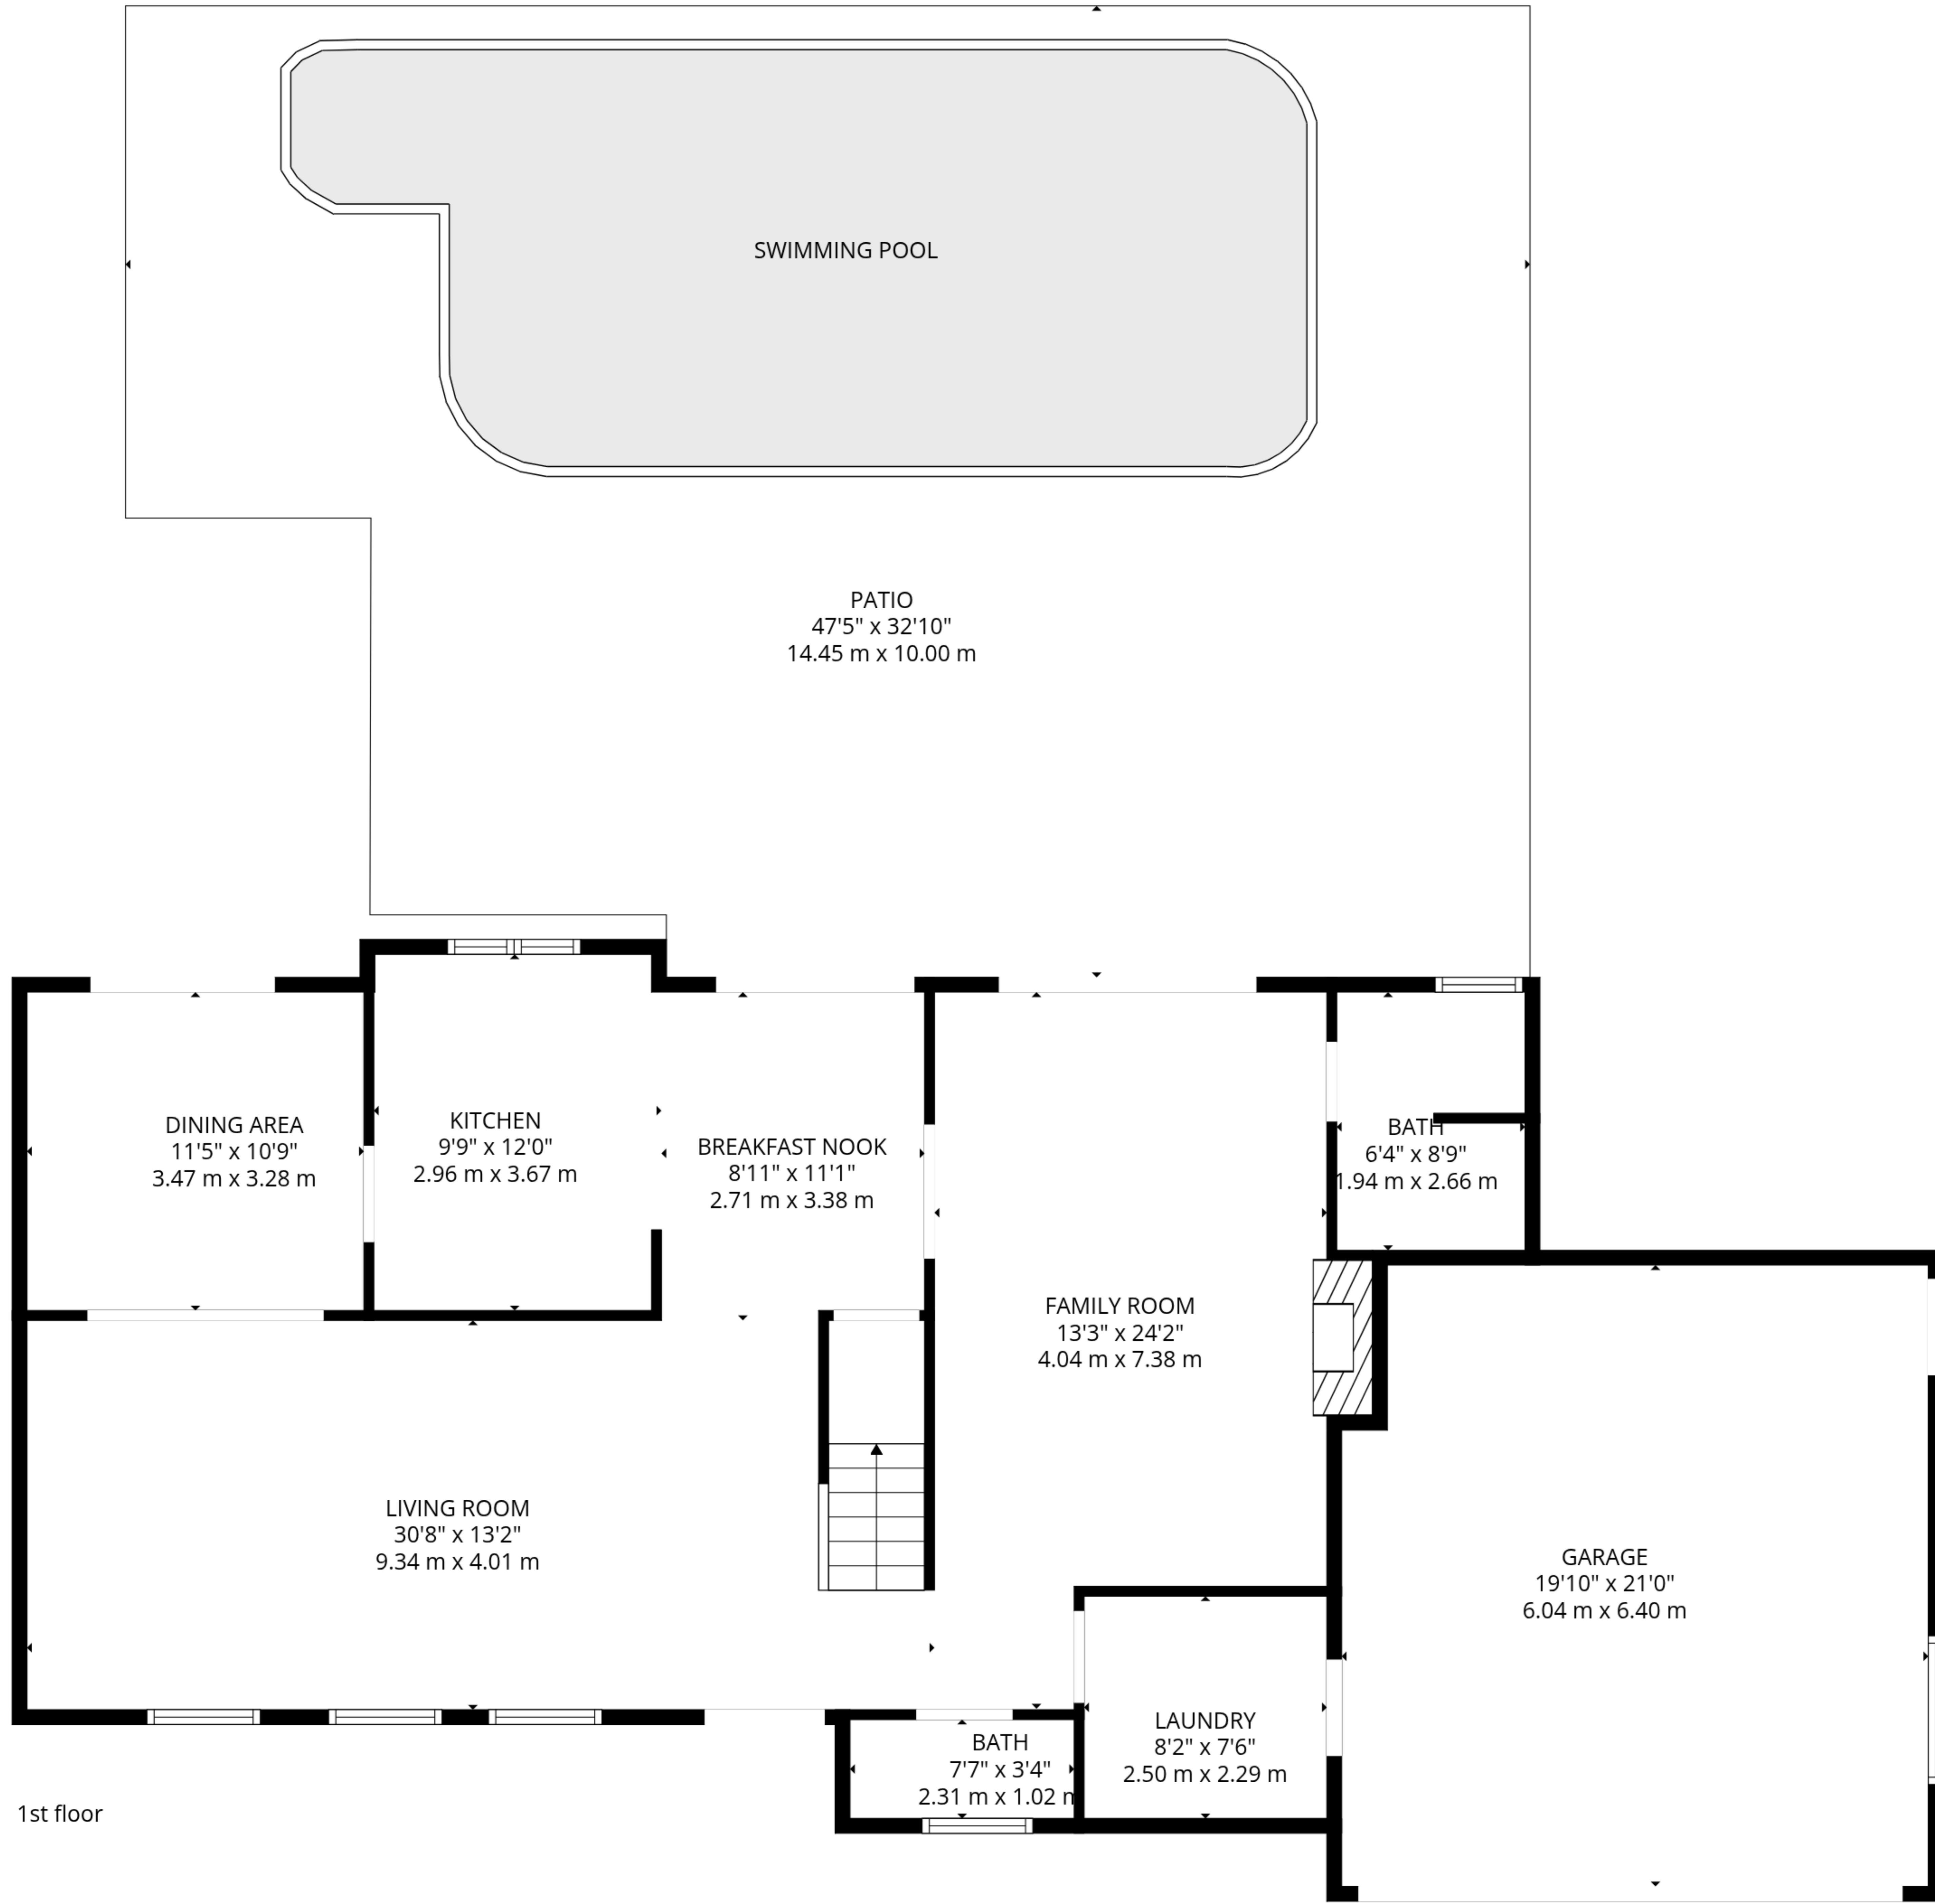 SWIMMING POOL
PATIO
47'5" x 32'10"
14.45 m x 10.00 m
DINING AREA
11'5" x 10'9"
3.47 m x 3.28 m
KITCHEN
9'9" x 12'0"
2.96 m x 3.67 m
BREAKFAST NOOK
8'11" x 11'1"
2.71 m x 3.38 m
BATH
6'4" x 8'9"
1.94 m x 2.66 m
FAMILY ROOM
13'3" x 24'2"
4.04 m x 7.38 m
LIVING ROOM
30'8" x 13'2"
9.34 m x 4.01 m
GARAGE
19'10" x 21'0"
6.04 m x 6.40 m
LAUNDRY
8'2" x 7'6"
2.50 m x 2.29 m
BATH
7'7" x 3'4"
2.31 m x 1.02 m
1st floor